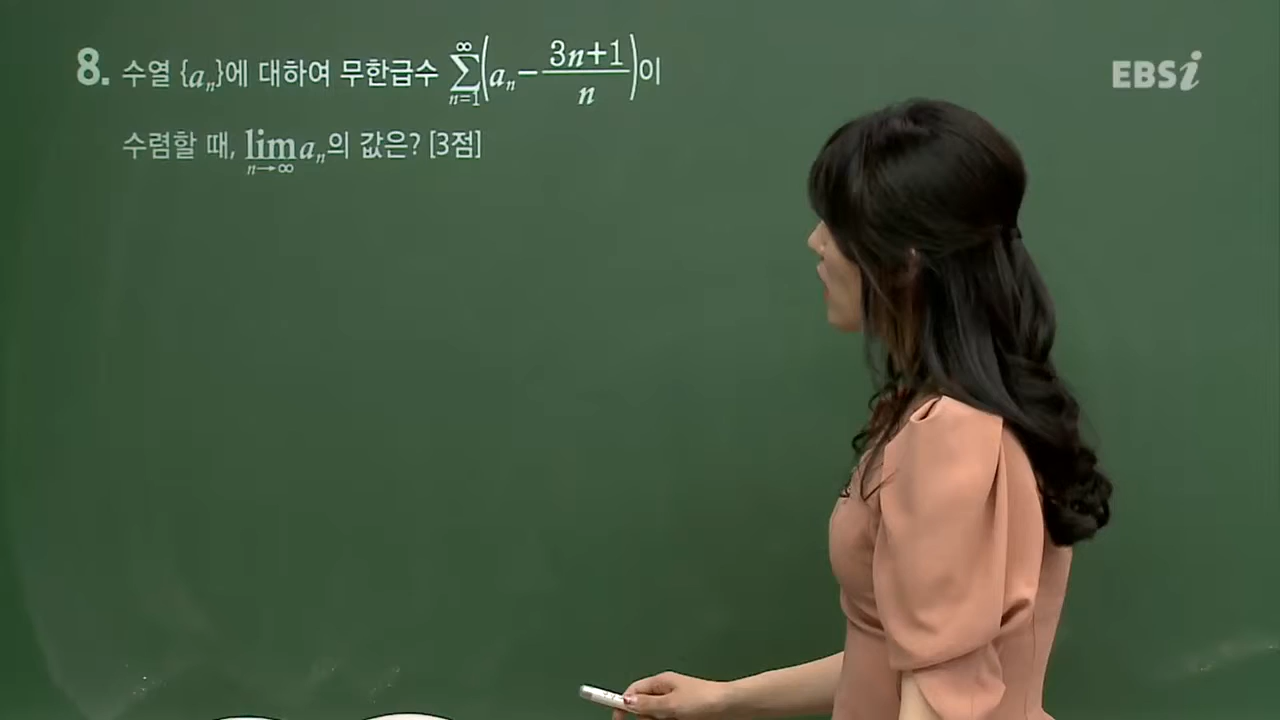 8. 수열 {aₙ}에 대하여 무한급수 ∑_{n=1}^{∞}(aₙ − (3n+1)/n)이
수렴할 때, lim_{n→∞} aₙ의 값은? [3점]
EBSi